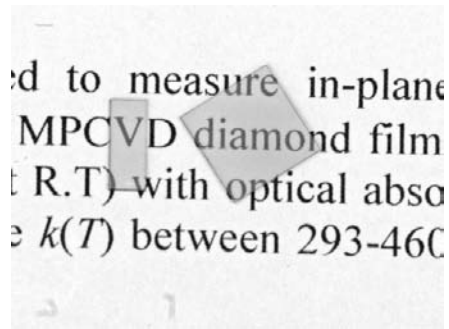 ed to measure in-plane
MPCVD diamond film
t R.T) with optical abso
e k(T) between 293-460